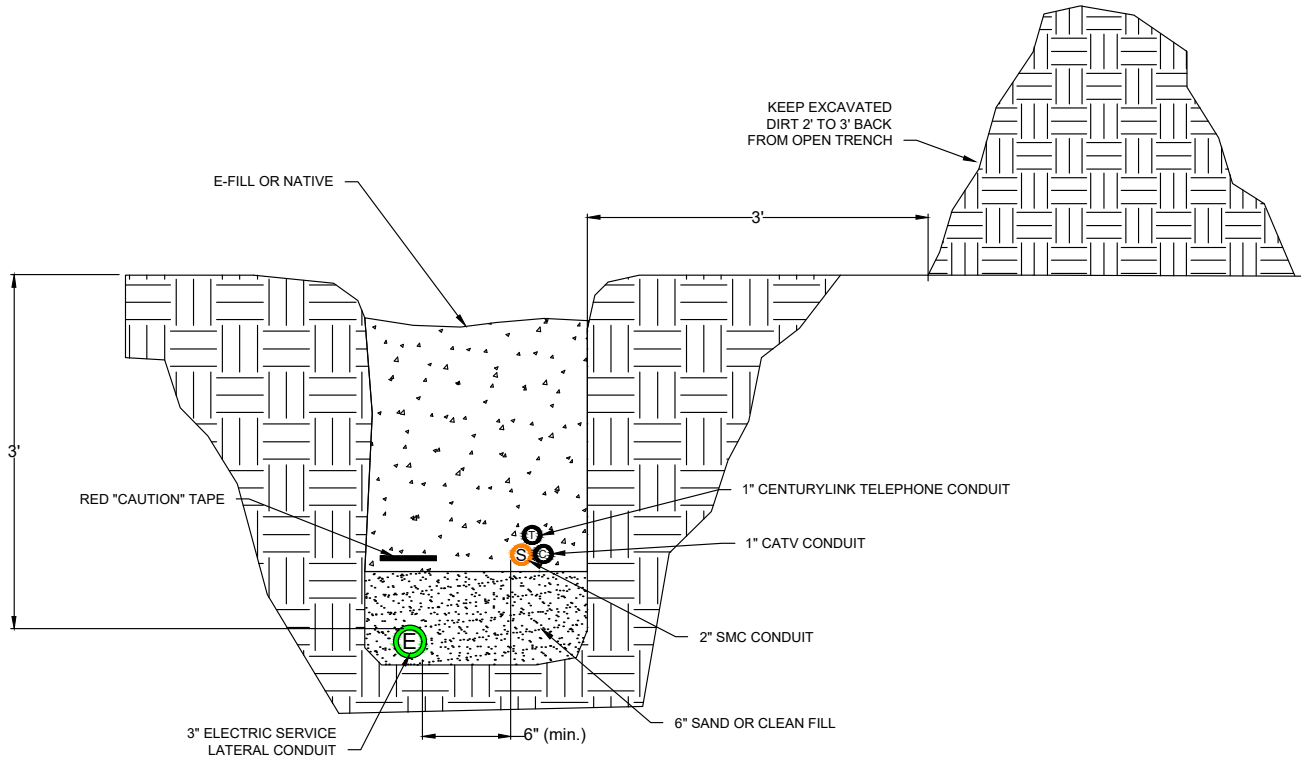 KEEP EXCAVATED
DIRT 2' TO 3' BACK
FROM OPEN TRENCH
E-FILL OR NATIVE
3'
3'
RED "CAUTION" TAPE
1" CENTURYLINK TELEPHONE CONDUIT
T
1" CATV CONDUIT
S
C
2" SMC CONDUIT
E
6" SAND OR CLEAN FILL
3" ELECTRIC SERVICE
LATERAL CONDUIT
6" (min.)